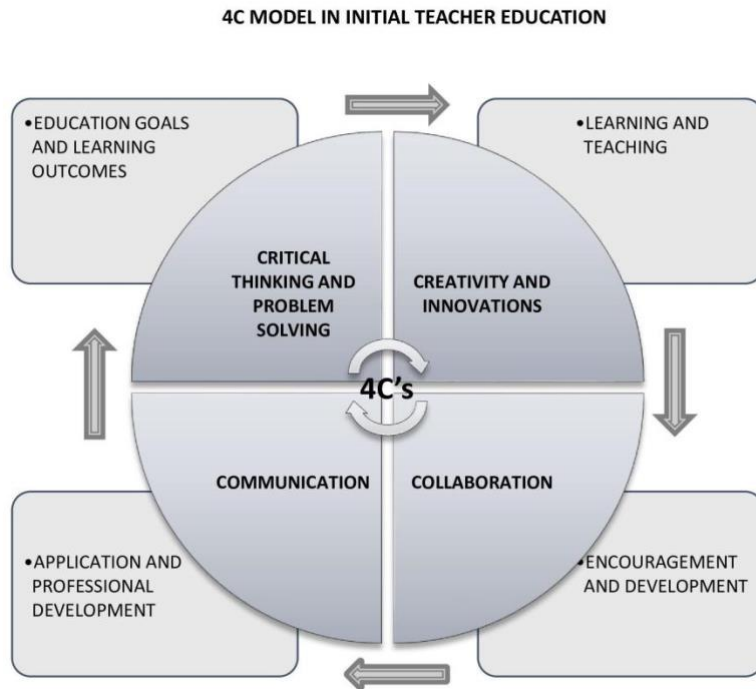 4C MODEL IN INITIAL TEACHER EDUCATION
•EDUCATION GOALS
AND LEARNING
OUTCOMES
•LEARNING AND
TEACHING
CRITICAL
THINKING AND
PROBLEM
SOLVING
CREATIVITY AND
INNOVATIONS
4C's
COMMUNICATION
COLLABORATION
•APPLICATION AND
PROFESSIONAL
DEVELOPMENT
•ENCOURAGEMENT
AND DEVELOPMENT